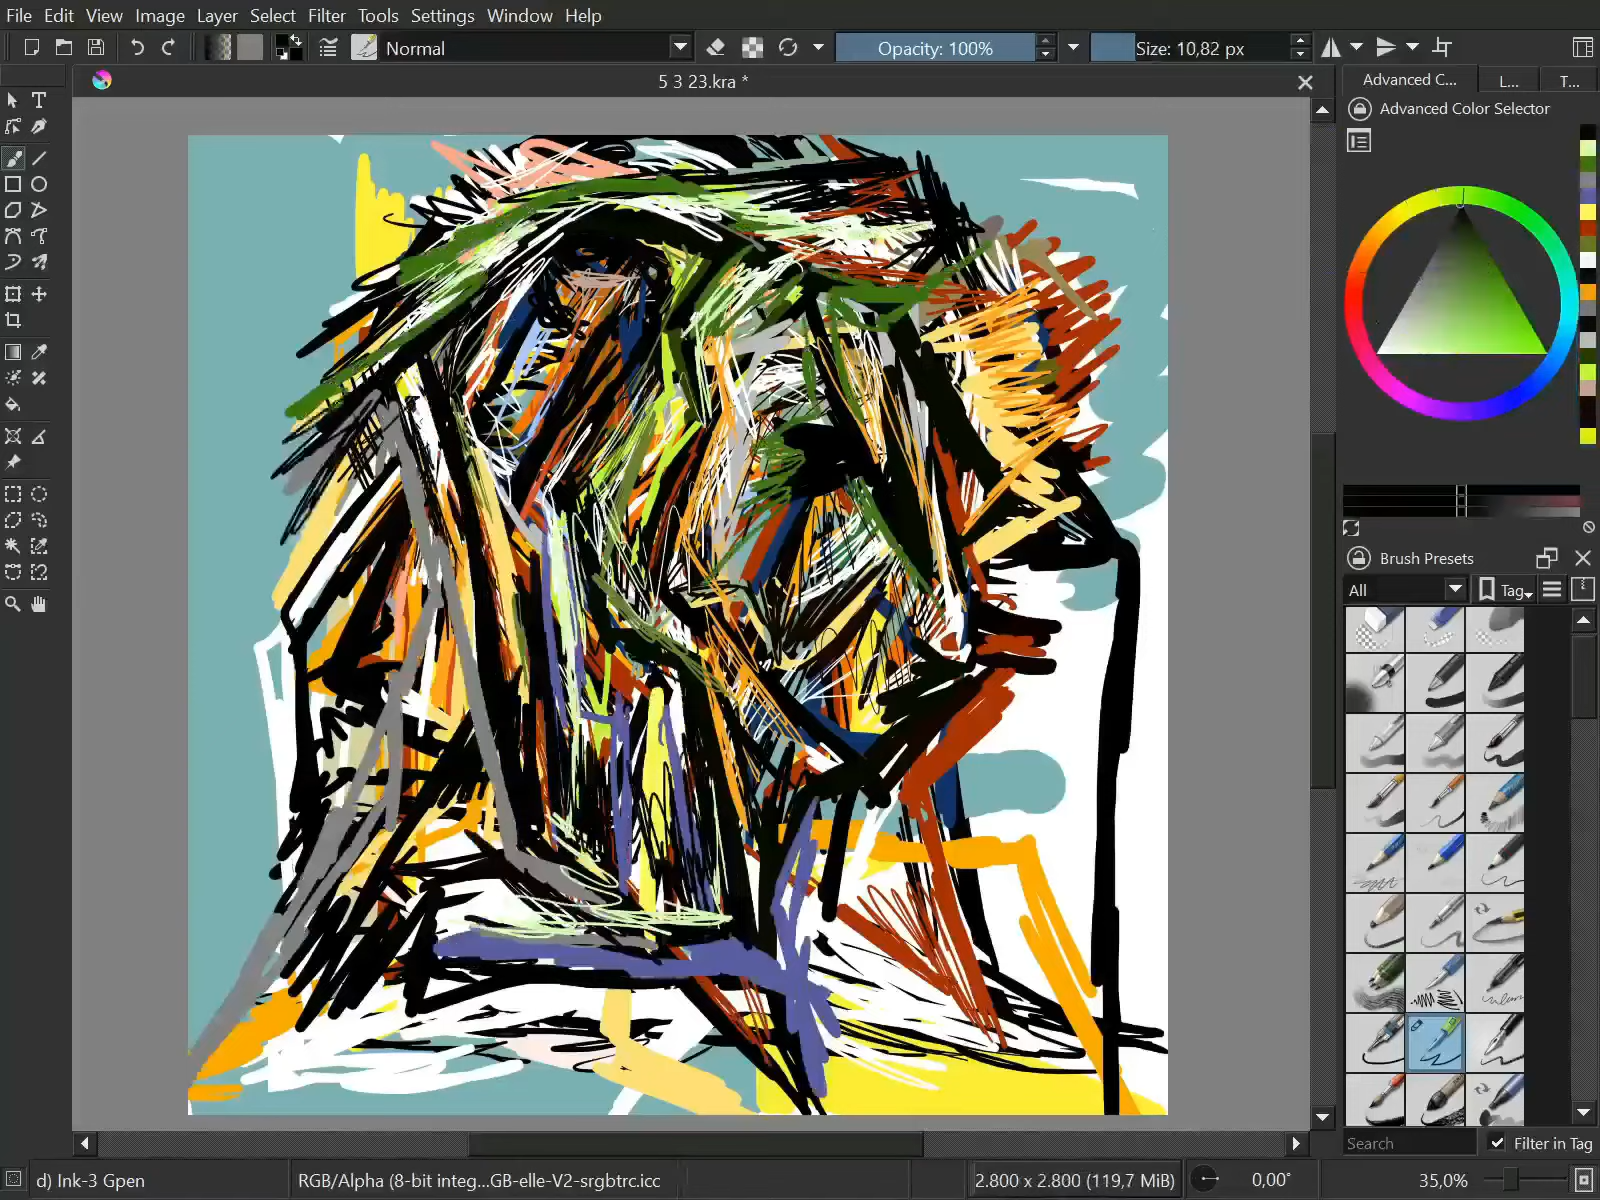 File Edit View Image Layer Select Filter Tools Settings Window Help
Normal
Opacity: 100%
Size: 10,82 px
5 3 23.kra *
Advanced C... L... T...
Advanced Color Selector
Brush Presets
All
Tag
Search
Filter in Tag
d) Ink-3 Gpen
RGB/Alpha (8-bit integ...GB-elle-V2-srgbtrc.icc
2.800 x 2.800 (119,7 MiB)
0,00°
35,0%